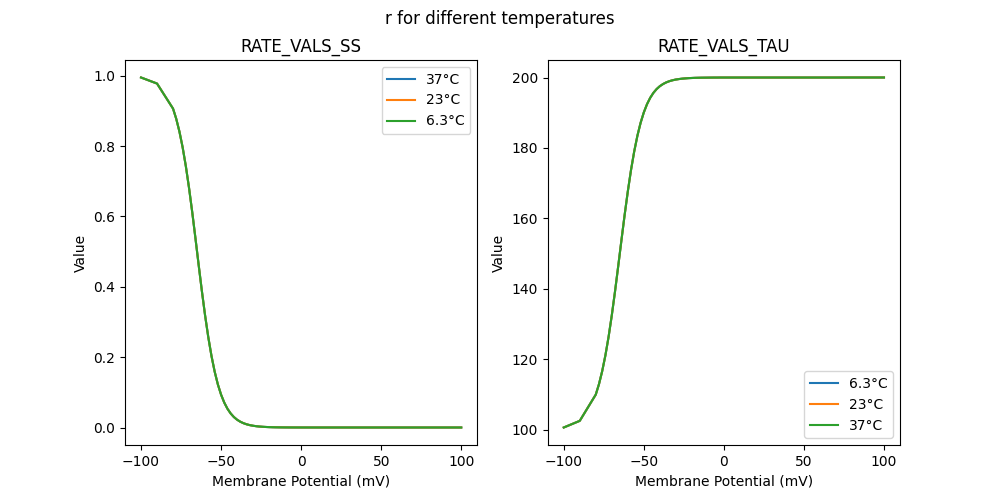 r for different temperatures
RATE_VALS_SS
1.0
0.8
0.6
0.4
0.2
0.0
Value
−100
−50
0
50
100
Membrane Potential (mV)
37°C
23°C
6.3°C
RATE_VALS_TAU
200
180
160
140
120
100
Value
−100
−50
0
50
100
Membrane Potential (mV)
6.3°C
23°C
37°C